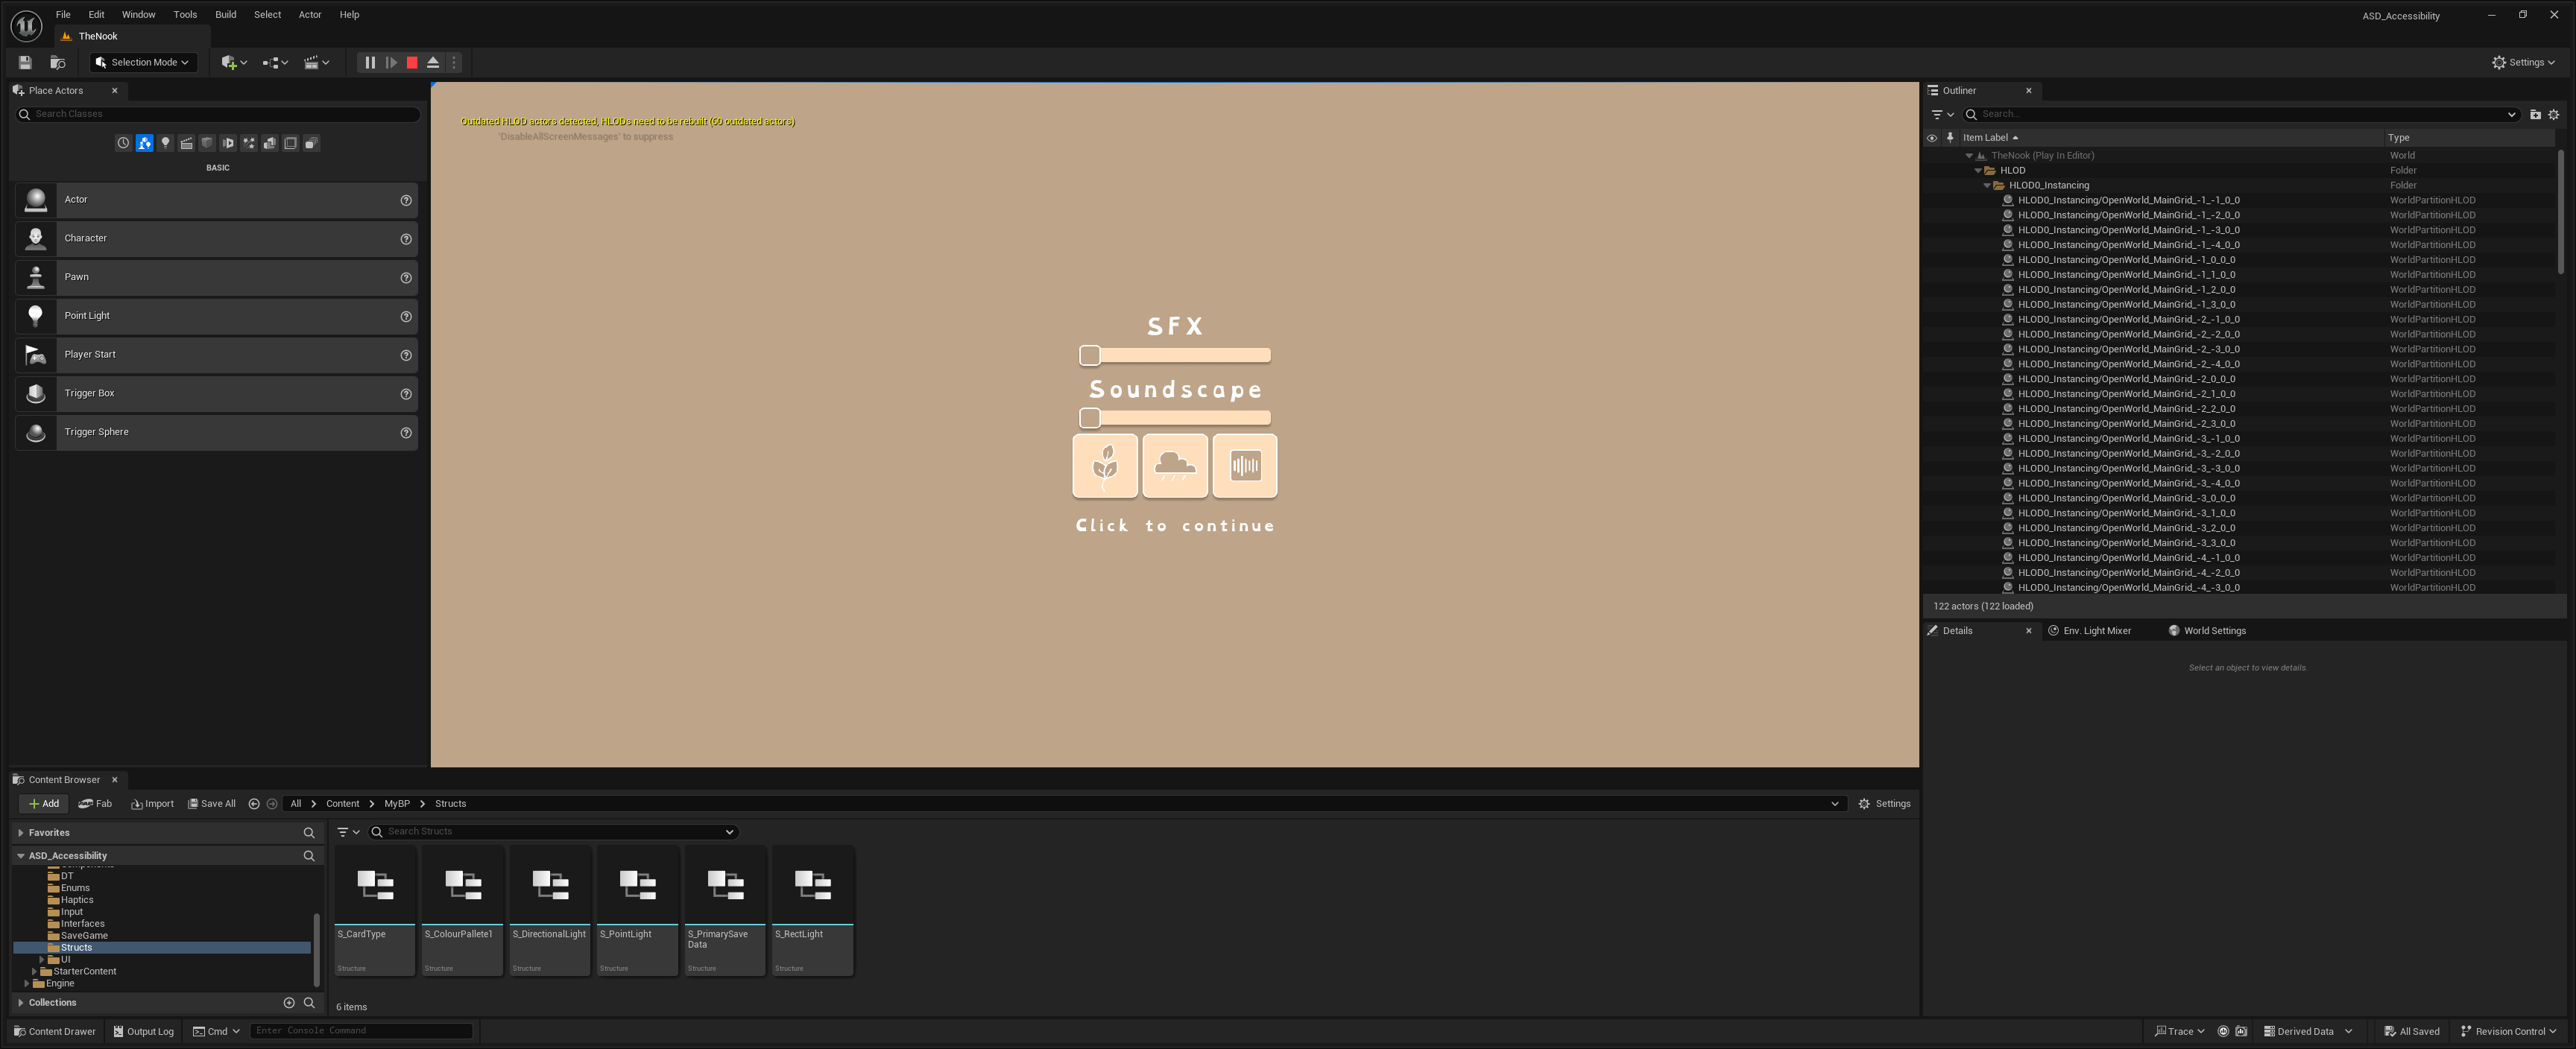 File Edit Window Tools Build Select Actor Help
ASD_Accessibility
TheNook
Selection Mode
Settings
Place Actors
Search Classes
BASIC
Actor
Character
Pawn
Point Light
Player Start
Trigger Box
Trigger Sphere
Outdated HLOD actors detected, HLODs need to be rebuilt (60 outdated actors)
'DisableAllScreenMessages' to suppress
SFX
Soundscape
Click to continue
Outliner
Search...
Item Label Type
TheNook (Play In Editor) World
HLOD Folder
HLOD0_Instancing Folder
HLOD0_Instancing/OpenWorld_MainGrid_-1_-1_0_0 WorldPartitionHLOD
HLOD0_Instancing/OpenWorld_MainGrid_-1_-2_0_0 WorldPartitionHLOD
HLOD0_Instancing/OpenWorld_MainGrid_-1_-3_0_0 WorldPartitionHLOD
HLOD0_Instancing/OpenWorld_MainGrid_-1_-4_0_0 WorldPartitionHLOD
HLOD0_Instancing/OpenWorld_MainGrid_-1_0_0_0 WorldPartitionHLOD
HLOD0_Instancing/OpenWorld_MainGrid_-1_1_0_0 WorldPartitionHLOD
HLOD0_Instancing/OpenWorld_MainGrid_-1_2_0_0 WorldPartitionHLOD
HLOD0_Instancing/OpenWorld_MainGrid_-1_3_0_0 WorldPartitionHLOD
HLOD0_Instancing/OpenWorld_MainGrid_-2_-1_0_0 WorldPartitionHLOD
HLOD0_Instancing/OpenWorld_MainGrid_-2_-2_0_0 WorldPartitionHLOD
HLOD0_Instancing/OpenWorld_MainGrid_-2_-3_0_0 WorldPartitionHLOD
HLOD0_Instancing/OpenWorld_MainGrid_-2_-4_0_0 WorldPartitionHLOD
HLOD0_Instancing/OpenWorld_MainGrid_-2_0_0_0 WorldPartitionHLOD
HLOD0_Instancing/OpenWorld_MainGrid_-2_1_0_0 WorldPartitionHLOD
HLOD0_Instancing/OpenWorld_MainGrid_-2_2_0_0 WorldPartitionHLOD
HLOD0_Instancing/OpenWorld_MainGrid_-2_3_0_0 WorldPartitionHLOD
HLOD0_Instancing/OpenWorld_MainGrid_-3_-1_0_0 WorldPartitionHLOD
HLOD0_Instancing/OpenWorld_MainGrid_-3_-2_0_0 WorldPartitionHLOD
HLOD0_Instancing/OpenWorld_MainGrid_-3_-3_0_0 WorldPartitionHLOD
HLOD0_Instancing/OpenWorld_MainGrid_-3_-4_0_0 WorldPartitionHLOD
HLOD0_Instancing/OpenWorld_MainGrid_-3_0_0_0 WorldPartitionHLOD
HLOD0_Instancing/OpenWorld_MainGrid_-3_1_0_0 WorldPartitionHLOD
HLOD0_Instancing/OpenWorld_MainGrid_-3_2_0_0 WorldPartitionHLOD
HLOD0_Instancing/OpenWorld_MainGrid_-3_3_0_0 WorldPartitionHLOD
HLOD0_Instancing/OpenWorld_MainGrid_-4_-1_0_0 WorldPartitionHLOD
HLOD0_Instancing/OpenWorld_MainGrid_-4_-2_0_0 WorldPartitionHLOD
HLOD0_Instancing/OpenWorld_MainGrid_-4_-3_0_0 WorldPartitionHLOD
122 actors (122 loaded)
Details Env. Light Mixer World Settings
Select an object to view details.
Content Browser
Add Fab Import Save All All Content MyBP Structs Settings
Favorites
Search Structs
ASD_Accessibility
DT
Enums
Haptics
Input
Interfaces
SaveGame
Structs
UI
StarterContent
Engine
Collections
S_CardType
Structure
S_ColourPallete1
Structure
S_DirectionalLight
Structure
S_PointLight
Structure
S_PrimarySave
Data
Structure
S_RectLight
Structure
6 items
Content Drawer Output Log Cmd Enter Console Command Trace Derived Data All Saved Revision Control